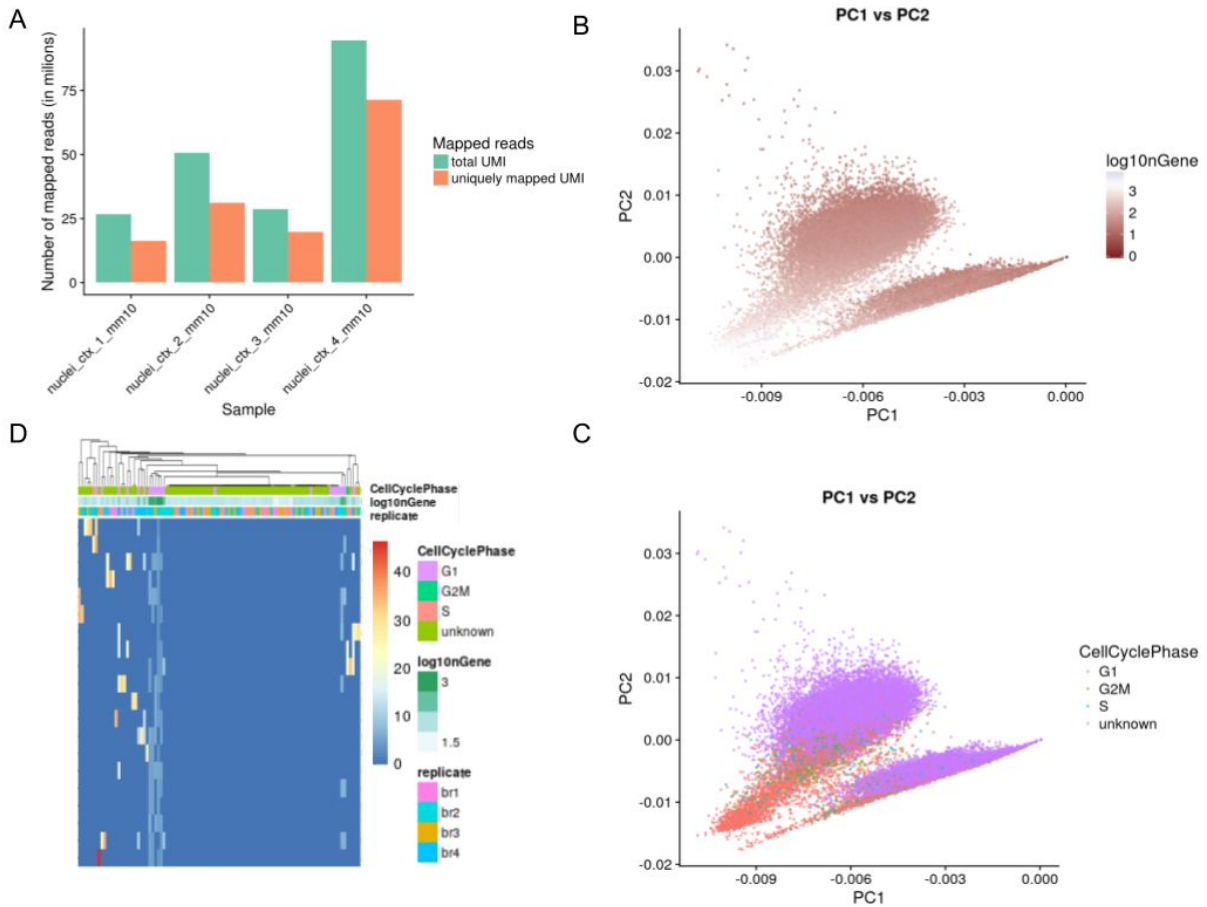 A
Number of mapped reads (in milions)
75
50
25
0
nuclei_ctx_1_mm10
nuclei_ctx_2_mm10
nuclei_ctx_3_mm10
nuclei_ctx_4_mm10
Sample
Mapped reads
total UMI
uniquely mapped UMI
B
PC1 vs PC2
PC2
0.03
0.02
0.01
0.00
-0.01
-0.02
-0.009
-0.006
-0.003
0.000
PC1
log10nGene
3
2
1
0
D
CellCyclePhase
log10nGene
replicate
40
30
20
10
0
CellCyclePhase
G1
G2M
S
unknown
log10nGene
3
1.5
replicate
br1
br2
br3
br4
C
PC1 vs PC2
PC2
0.03
0.02
0.01
0.00
-0.01
-0.02
-0.009
-0.006
-0.003
0.000
PC1
CellCyclePhase
G1
G2M
S
unknown